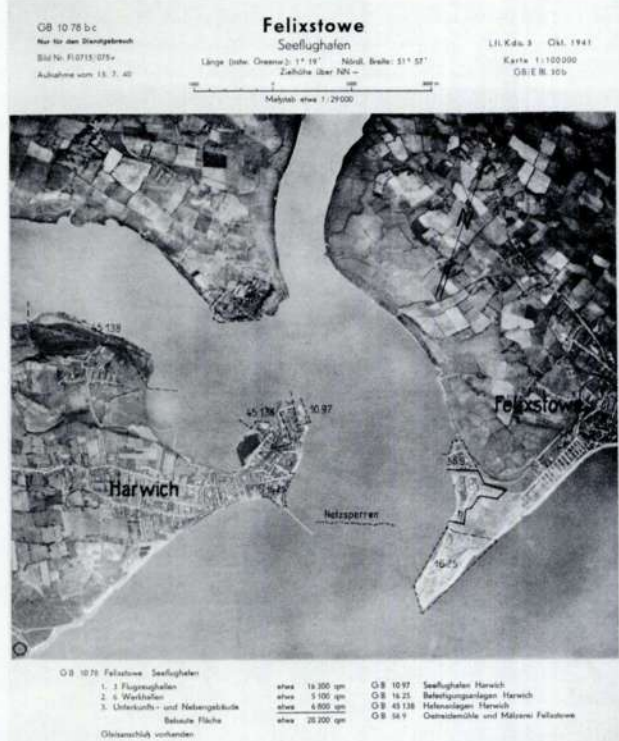 GB 10 78 bc
Nur für den Dienstgebrauch
Bild Nr. Fl.0715/075v
Aufnahme vom 13. 7. 40
Felixstowe
Seeflughafen
Länge (ostw. Greenw.): 1° 19' Nördl. Breite: 51° 57'
Zielhöhe über NN –
Maßstab etwa 1:29000
Lfl. Kdo. 3 Okt. 1941
Karte 1:100000
GB/E Bl. 30b
N
45 138
Felixstowe
45 138
10 97
Harwich
Netzsperren
16 25
GB 10 78 Felixstowe Seeflughafen
1. 3 Flugzeughallen etwa 16 300 qm
2. 6 Werkhallen etwa 5 100 qm
3. Unterkunfts- und Nebengebäude etwa 6 800 qm
Bebaute Fläche etwa 28 200 qm
Gleisanschluß vorhanden
GB 10 97 Seeflughafen Harwich
GB 16 25 Befestigungsanlagen Harwich
GB 45 138 Hafenanlagen Harwich
GB 56 9 Getreidemühle und Mälzerei Felixstowe